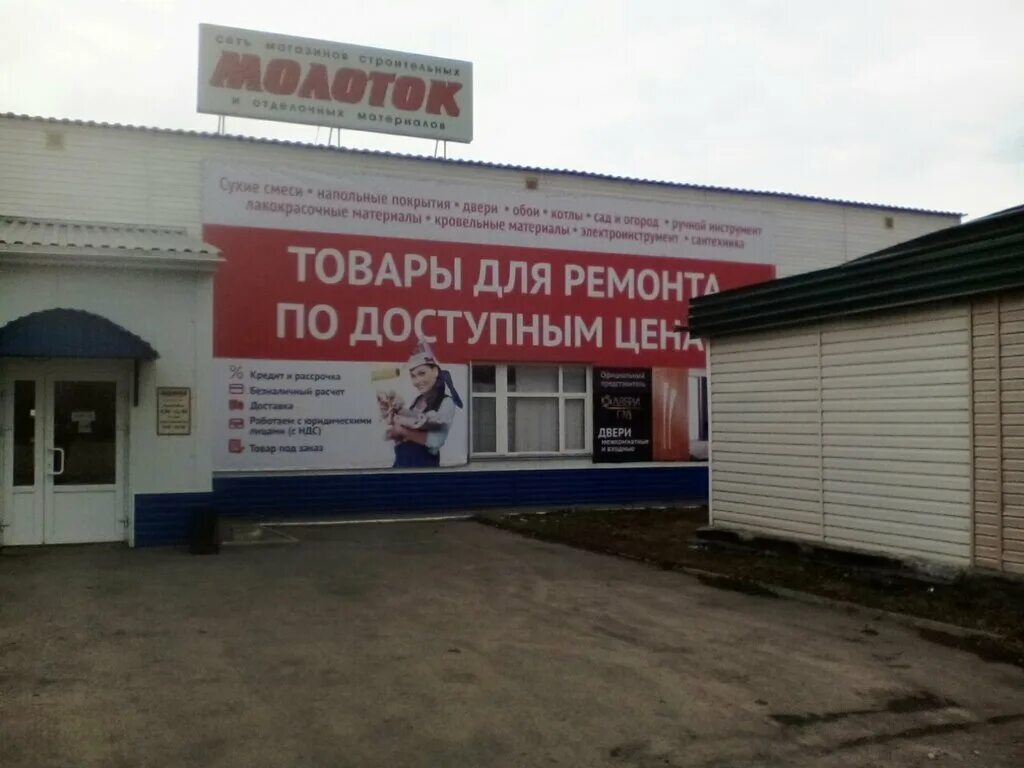 сеть магазинов строительных
МОЛОТОК
и отделочных материалов
Сухие смеси • напольные покрытия • двери • обои • котлы • сад и огород • ручной инструмент
лакокрасочные материалы • кровельные материалы • электроинструмент • сантехника
ТОВАРЫ ДЛЯ РЕМОНТА
ПО ДОСТУПНЫМ ЦЕНА
% Кредит и рассрочка
Безналичный расчет
Доставка
Работаем с юридическими
лицами (с НДС)
Товар под заказ
Официальный
представитель
ДВЕРИ
межкомнатные
и входные